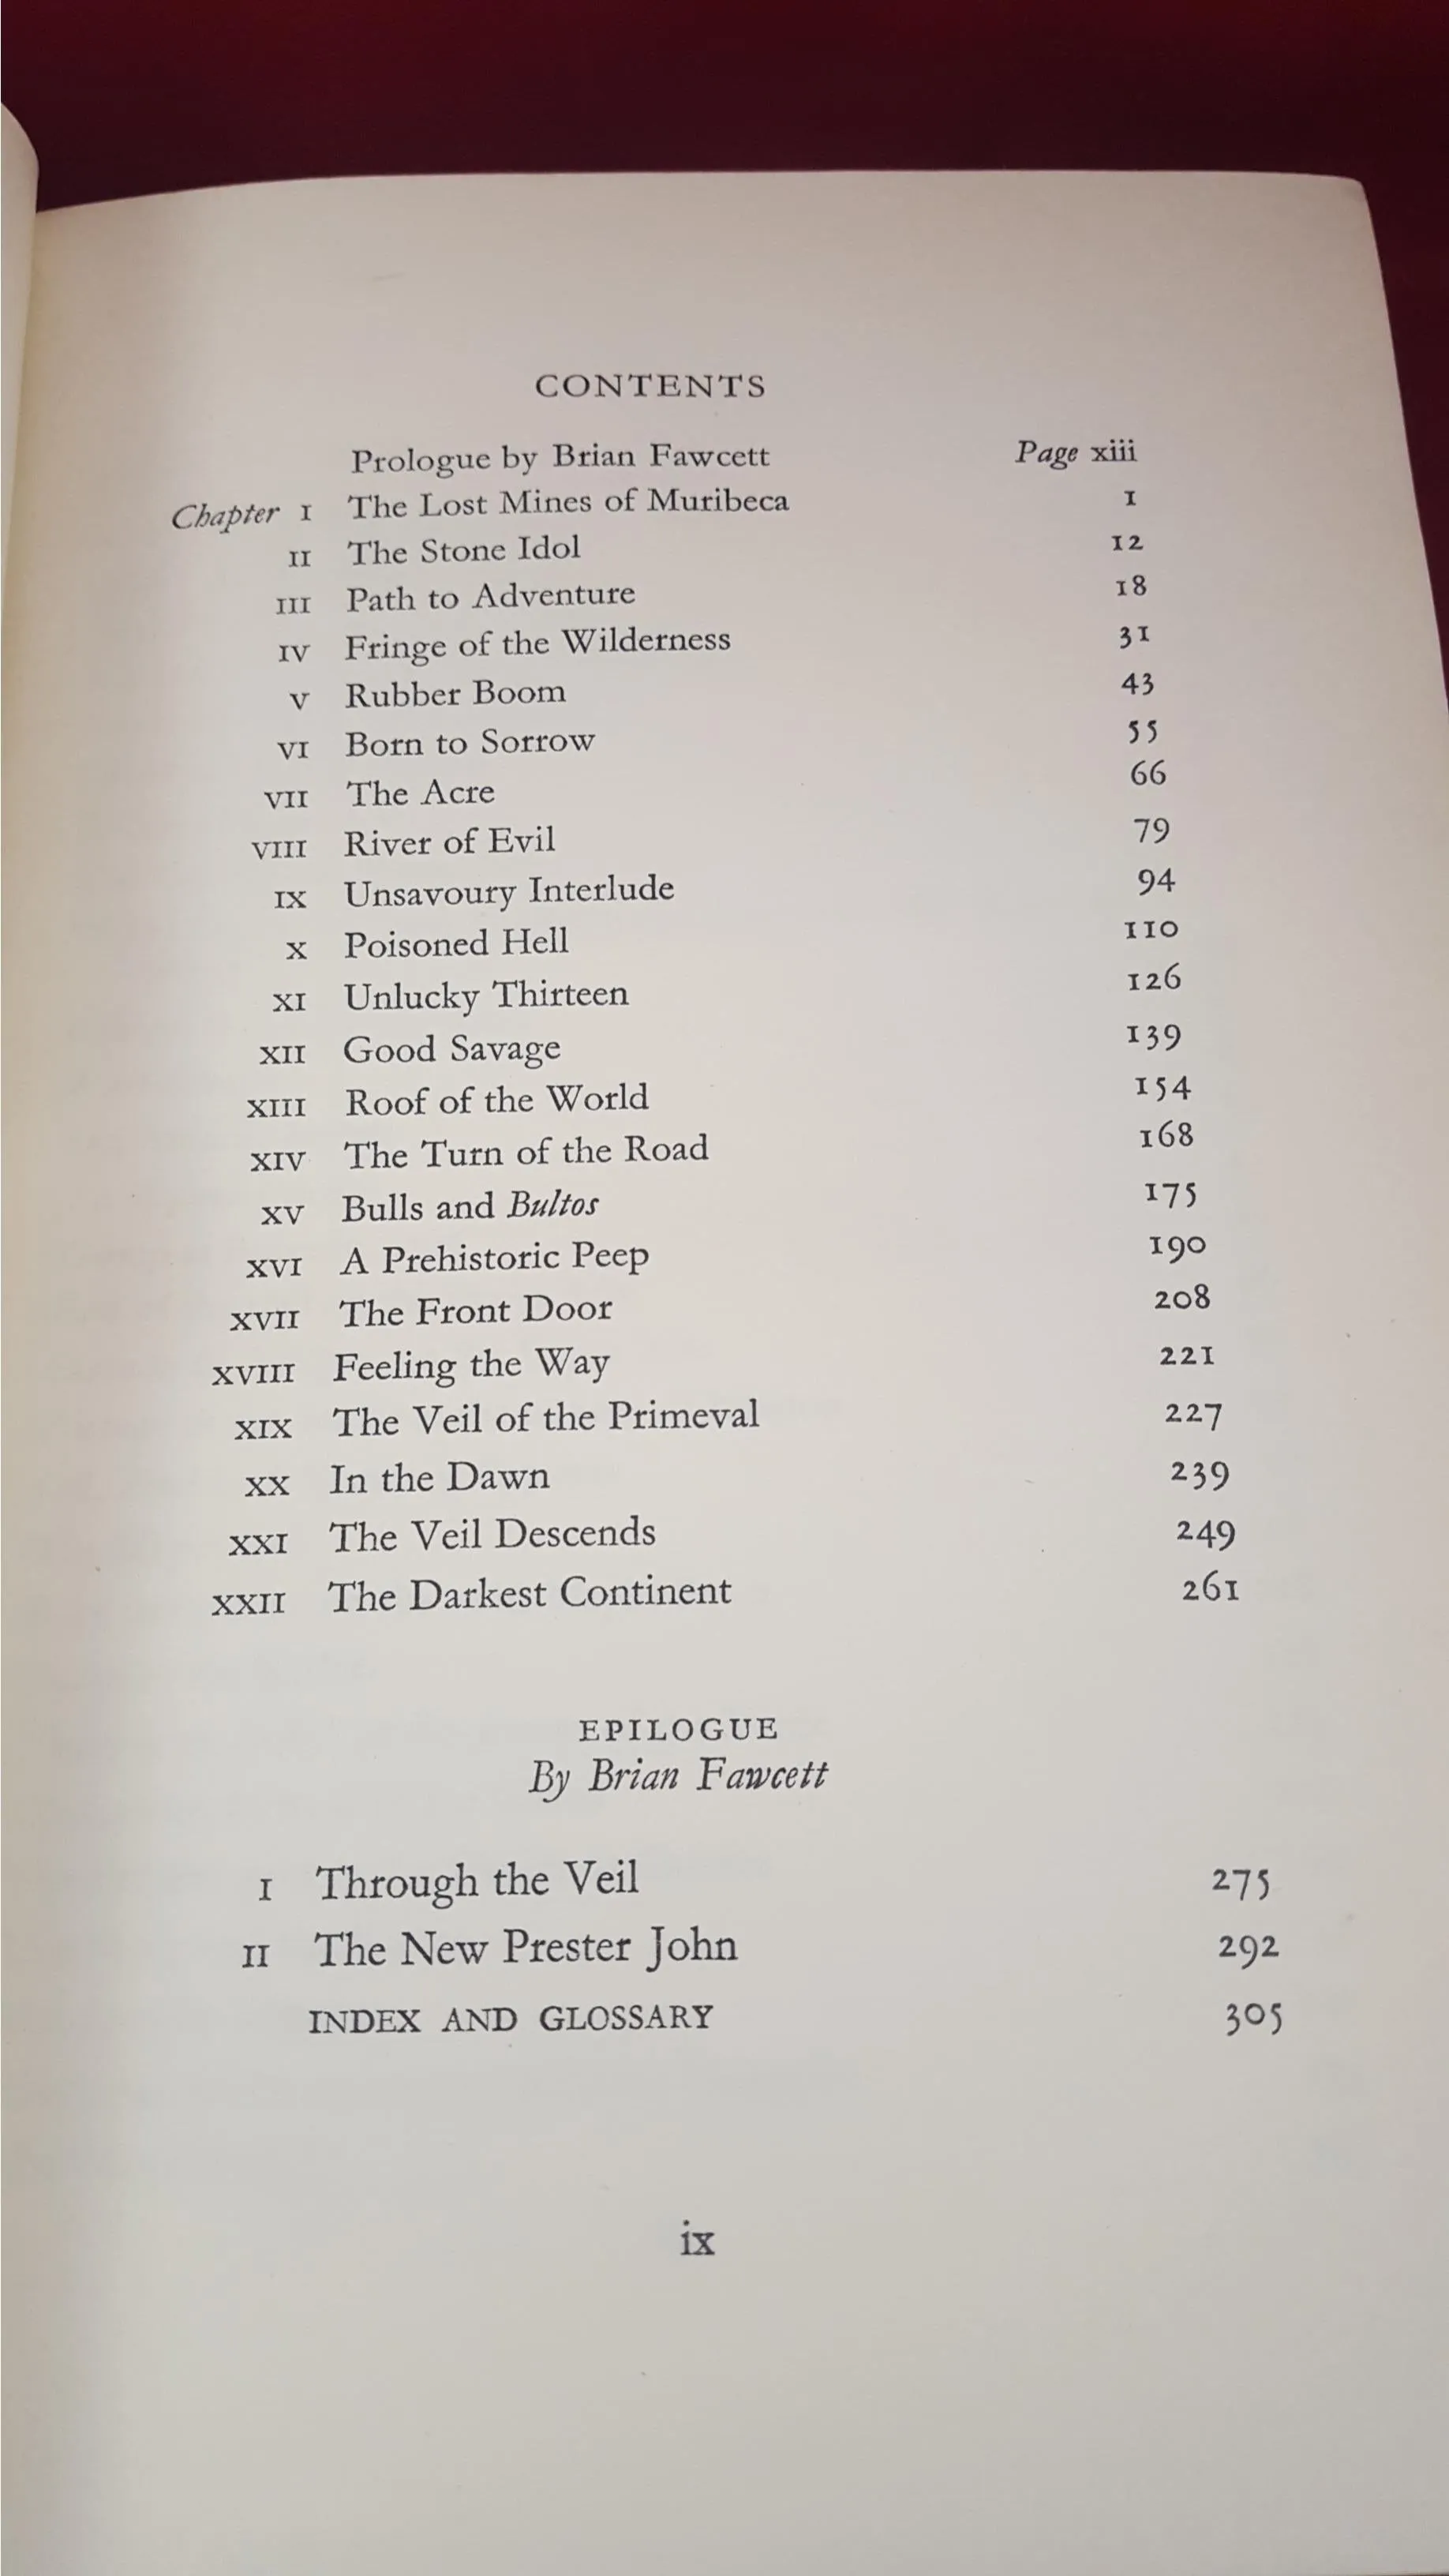 CONTENTS
Prologue by Brian Fawcett Page xiii
Chapter I The Lost Mines of Muribeca 1
II The Stone Idol 12
III Path to Adventure 18
IV Fringe of the Wilderness 31
V Rubber Boom 43
VI Born to Sorrow 55
VII The Acre 66
VIII River of Evil 79
IX Unsavoury Interlude 94
X Poisoned Hell 110
XI Unlucky Thirteen 126
XII Good Savage 139
XIII Roof of the World 154
XIV The Turn of the Road 168
XV Bulls and Bultos 175
XVI A Prehistoric Peep 190
XVII The Front Door 208
XVIII Feeling the Way 221
XIX The Veil of the Primeval 227
XX In the Dawn 239
XXI The Veil Descends 249
XXII The Darkest Continent 261
EPILOGUE
By Brian Fawcett
I Through the Veil 275
II The New Prester John 292
INDEX AND GLOSSARY 305
ix